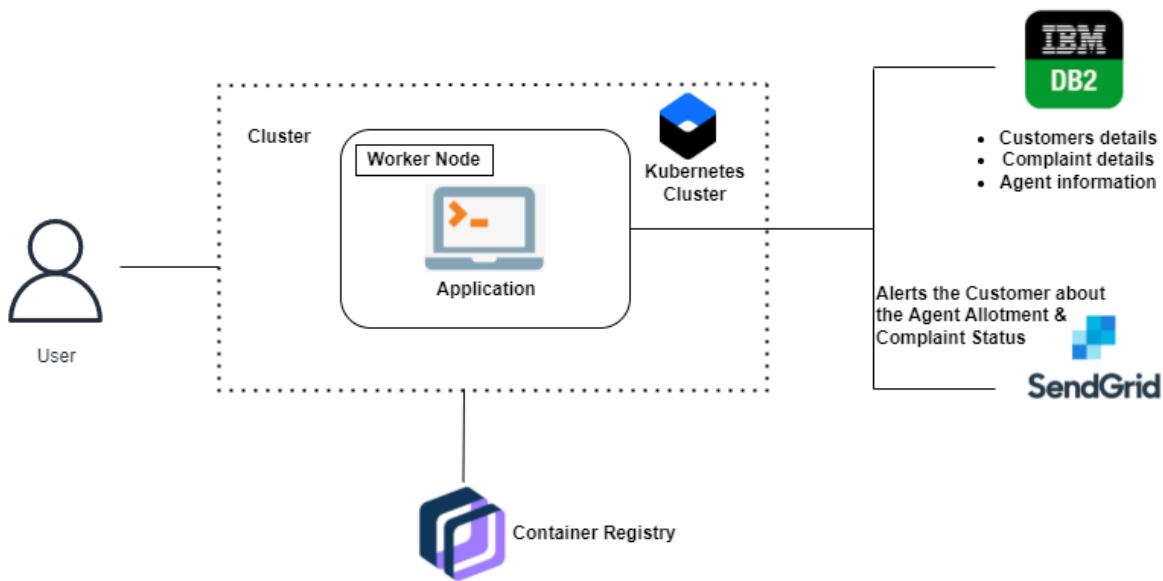 IBM
DB2
Cluster
Worker Node
Kubernetes
Cluster
• Customers details
• Complaint details
• Agent information
Application
User
Alerts the Customer about
the Agent Allotment &
Complaint Status
SendGrid
Container Registry